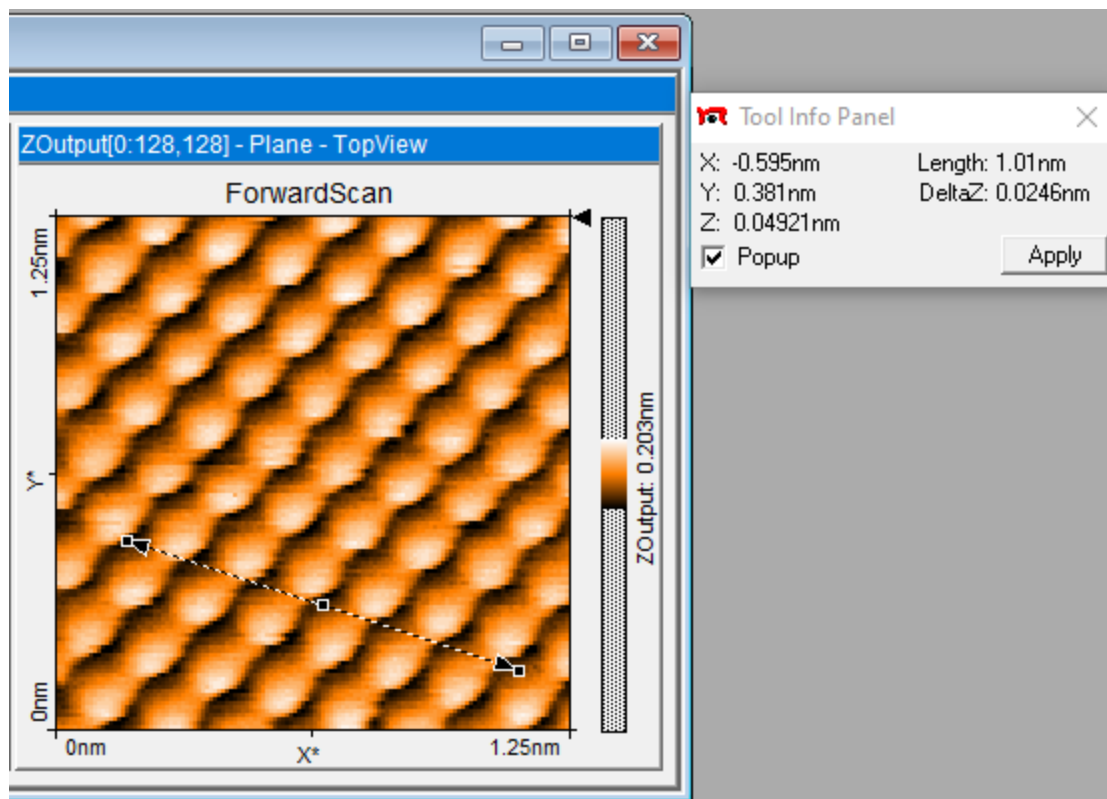 ZOutput[0:128,128] - Plane - TopView
ForwardScan
1.25nm
Y*
0nm
0nm
X*
1.25nm
ZOutput: 0.203nm
Tool Info Panel
X: -0.595nm
Length: 1.01nm
Y: 0.381nm
DeltaZ: 0.0246nm
Z: 0.04921nm
Popup
Apply